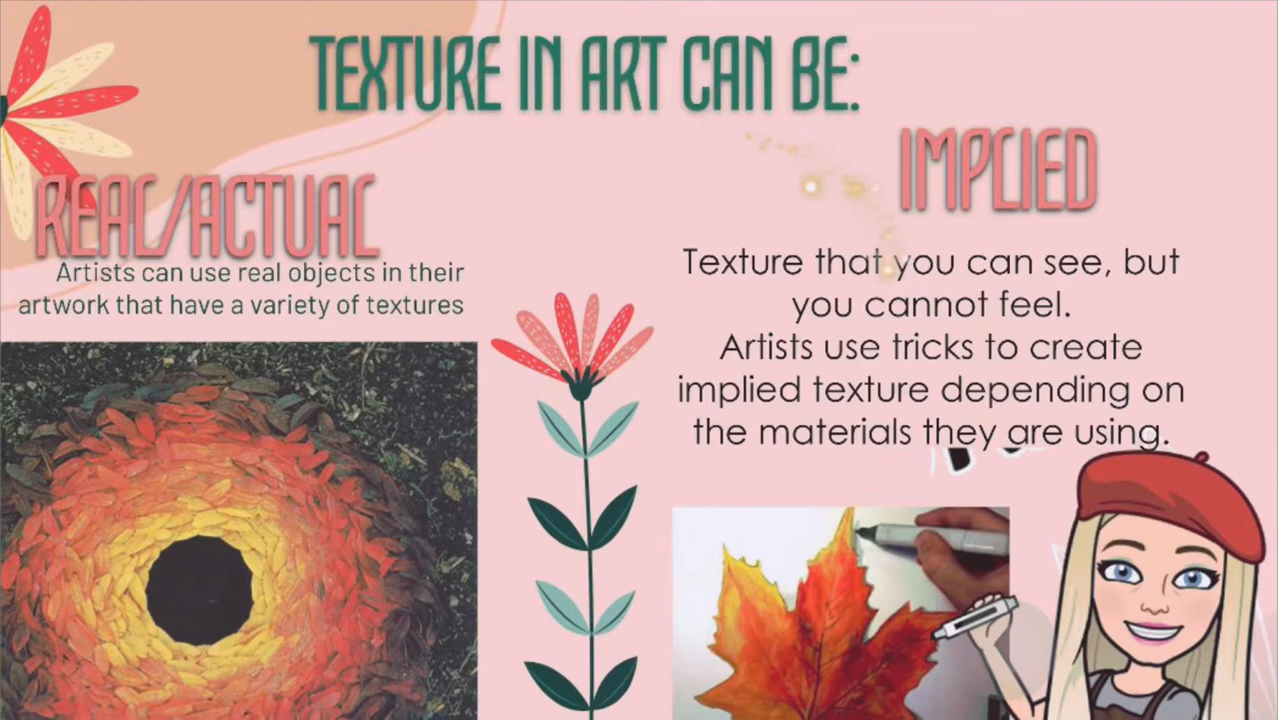 TEXTURE IN ART CAN BE:
REAL/ACTUAL
Artists can use real objects in their
artwork that have a variety of textures
IMPLIED
Texture that you can see, but
you cannot feel.
Artists use tricks to create
implied texture depending on
the materials they are using.